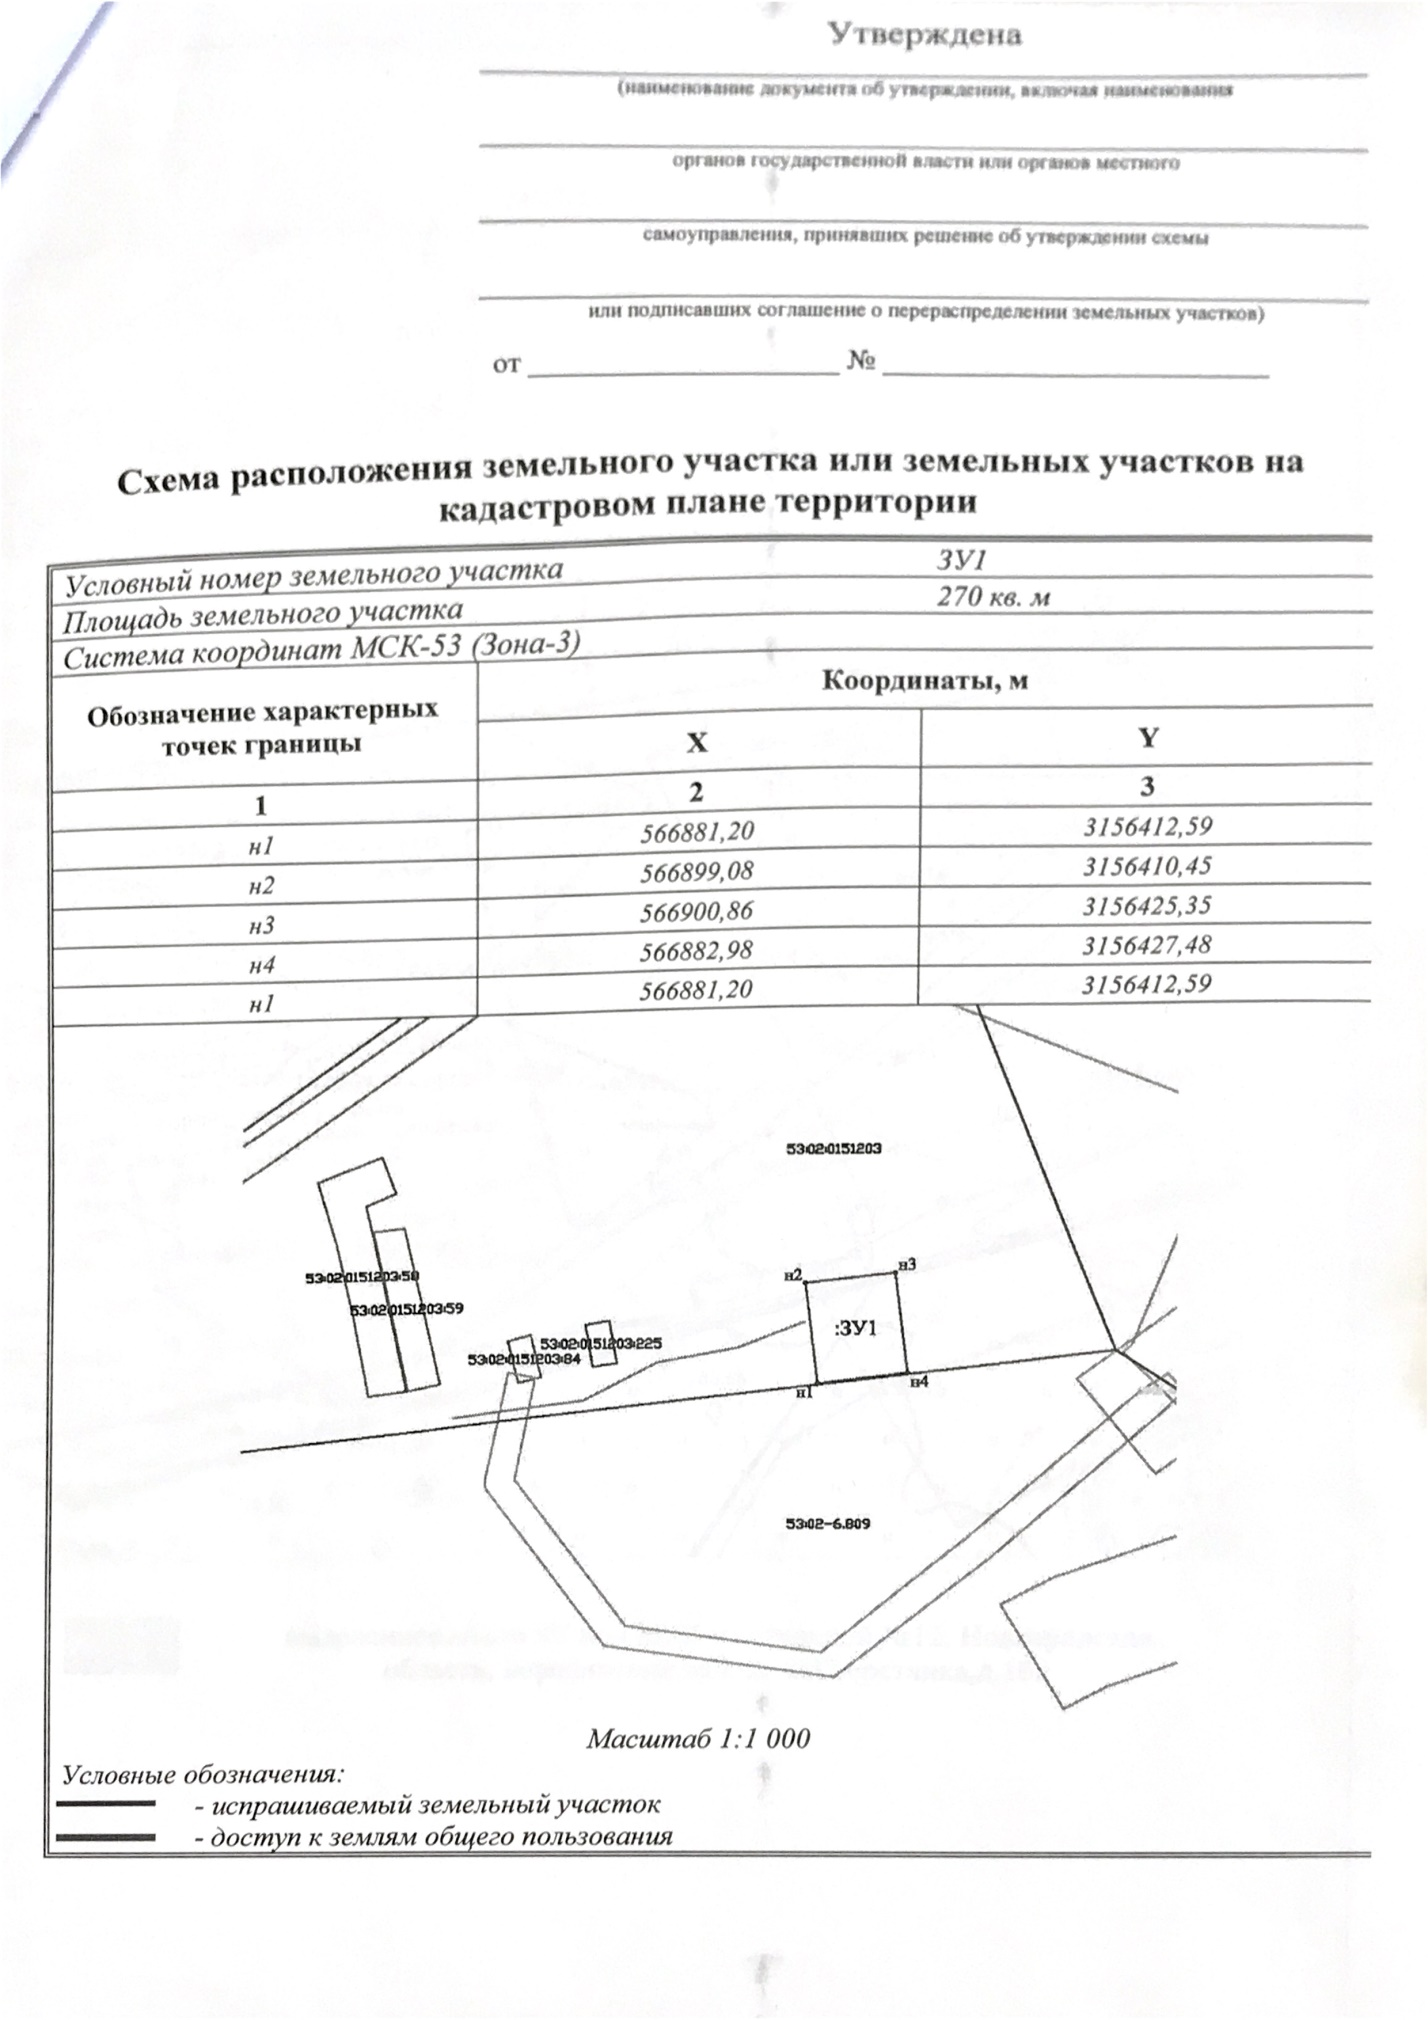 Утверждена
(наименование документа об утверждении, включая наименования
органов государственной власти или органов местного
самоуправления, принявших решение об утверждении схемы
или подписавших соглашение о перераспределении земельных участков)
от № 
Схема расположения земельного участка или земельных участков на
кадастровом плане территории
Условный номер земельного участка ЗУ1
Площадь земельного участка 270 кв. м
Система координат МСК-53 (Зона-3)
Обозначение характерных точек границы Координаты, м
X Y
1 2 3
н1 566881,20 3156412,59
н2 566899,08 3156410,45
н3 566900,86 3156425,35
н4 566882,98 3156427,48
н1 566881,20 3156412,59
53:02:0151203
н2
н3
53:02:0151203:58
53:02:0151203:59
:ЗУ1
53:02:0151203:225
53:02:0151203:84
н1
н4
53:02-6.809
Масштаб 1:1 000
Условные обозначения:
- испрашиваемый земельный участок
- доступ к землям общего пользования